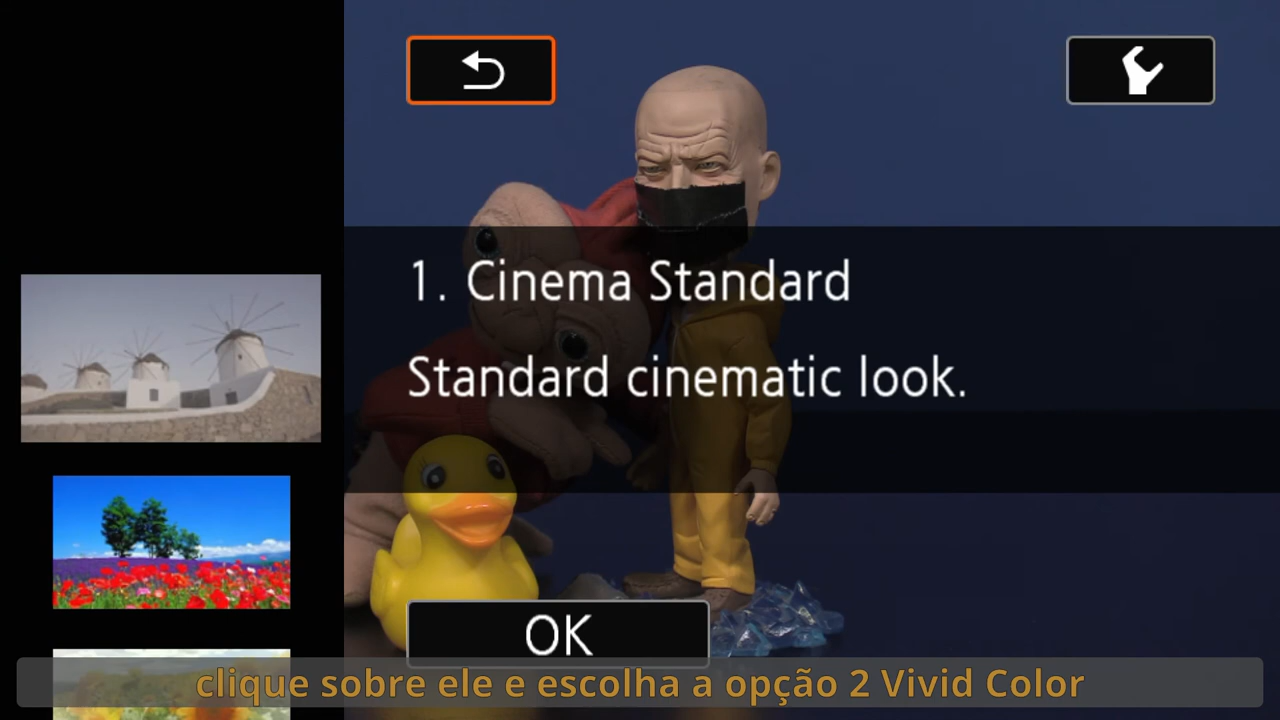 1. Cinema Standard
Standard cinematic look.
OK
clique sobre ele e escolha a opção 2 Vivid Color